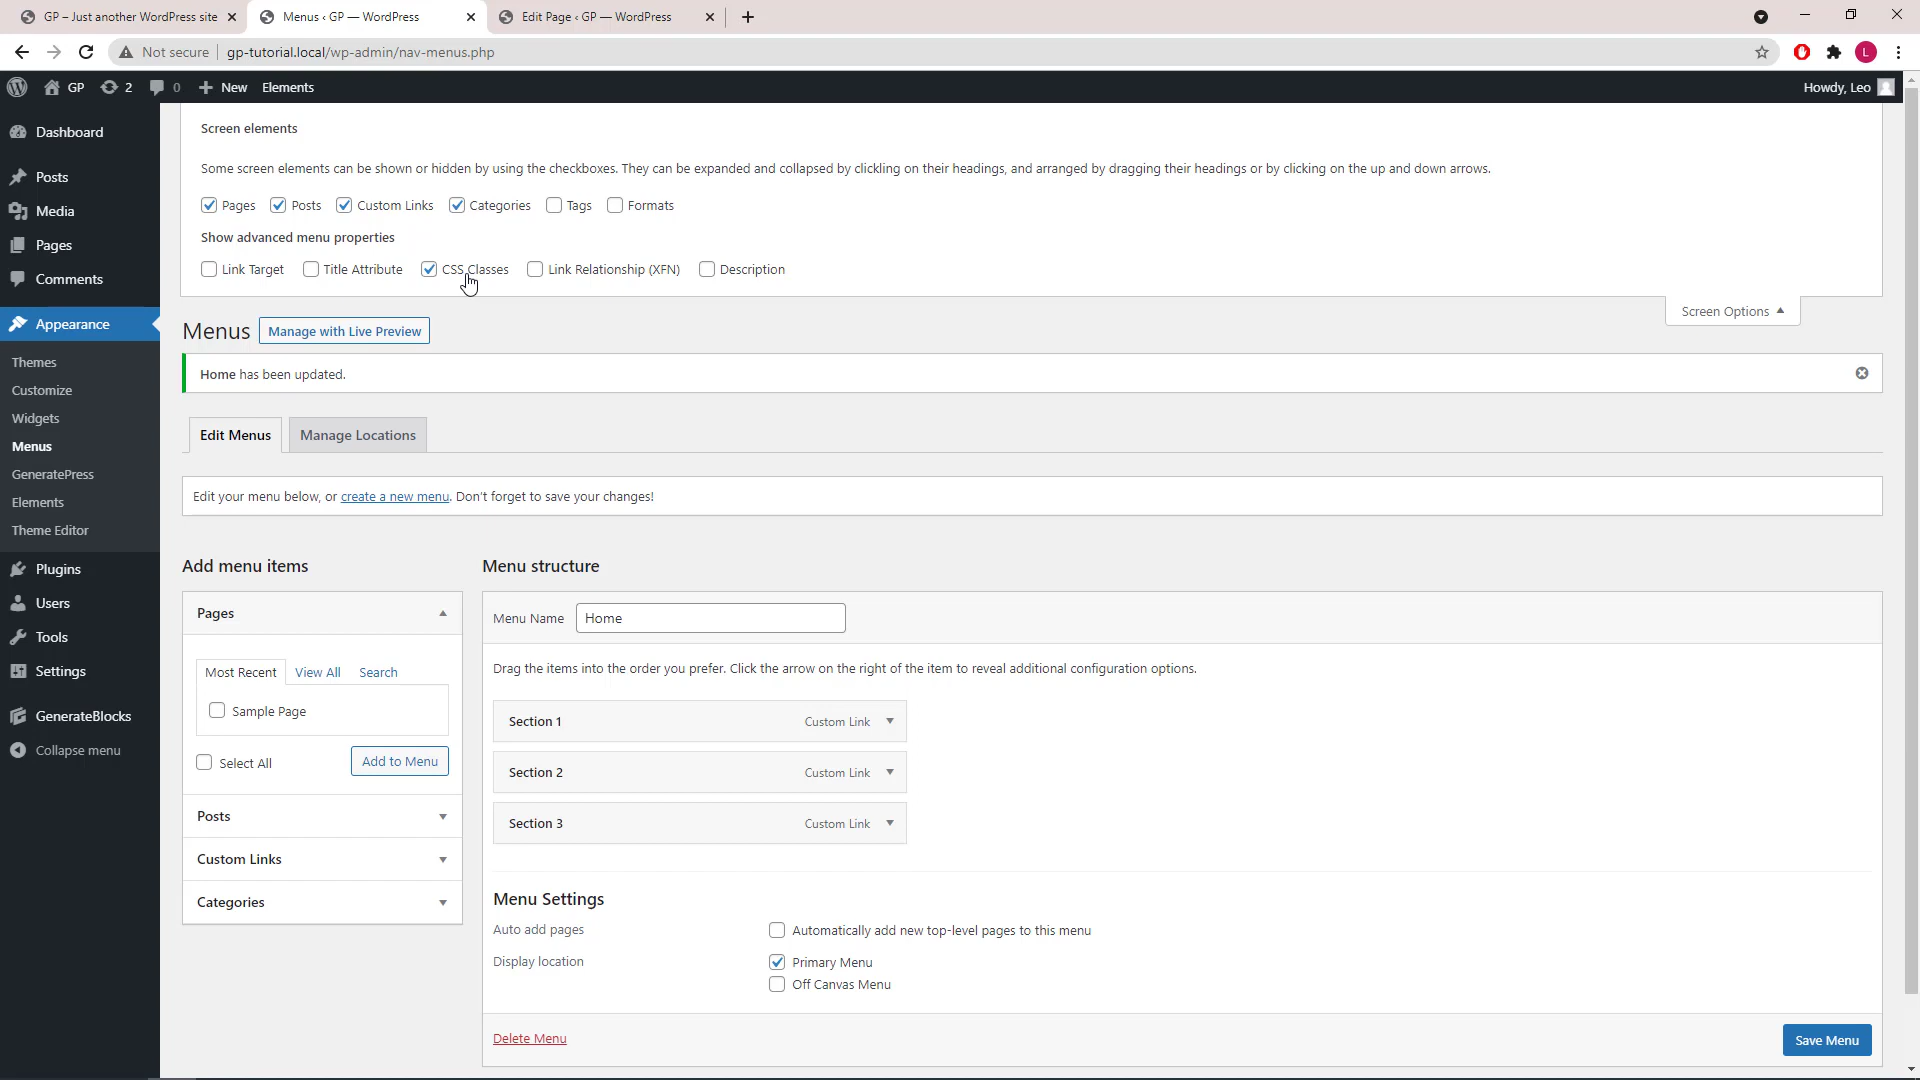 GP – Just another WordPress site
Menus ‹ GP — WordPress
Edit Page ‹ GP — WordPress
Not secure
gp-tutorial.local/wp-admin/nav-menus.php
L
GP
2
0
New
Elements
Howdy, Leo
Dashboard
Posts
Media
Pages
Comments
Appearance
Themes
Customize
Widgets
Menus
GeneratePress
Elements
Theme Editor
Plugins
Users
Tools
Settings
GenerateBlocks
Collapse menu
Screen elements
Some screen elements can be shown or hidden by using the checkboxes. They can be expanded and collapsed by clickling on their headings, and arranged by dragging their headings or by clicking on the up and down arrows.
Pages Posts Custom Links Categories Tags Formats
Show advanced menu properties
Link Target Title Attribute CSS Classes Link Relationship (XFN) Description
Screen Options
Menus
Manage with Live Preview
Home has been updated.
Edit Menus
Manage Locations
Edit your menu below, or create a new menu. Don't forget to save your changes!
Add menu items
Pages
Most Recent View All Search
Sample Page
Select All
Add to Menu
Posts
Custom Links
Categories
Menu structure
Menu Name Home
Drag the items into the order you prefer. Click the arrow on the right of the item to reveal additional configuration options.
Section 1 Custom Link
Section 2 Custom Link
Section 3 Custom Link
Menu Settings
Auto add pages
Automatically add new top-level pages to this menu
Display location
Primary Menu
Off Canvas Menu
Delete Menu
Save Menu